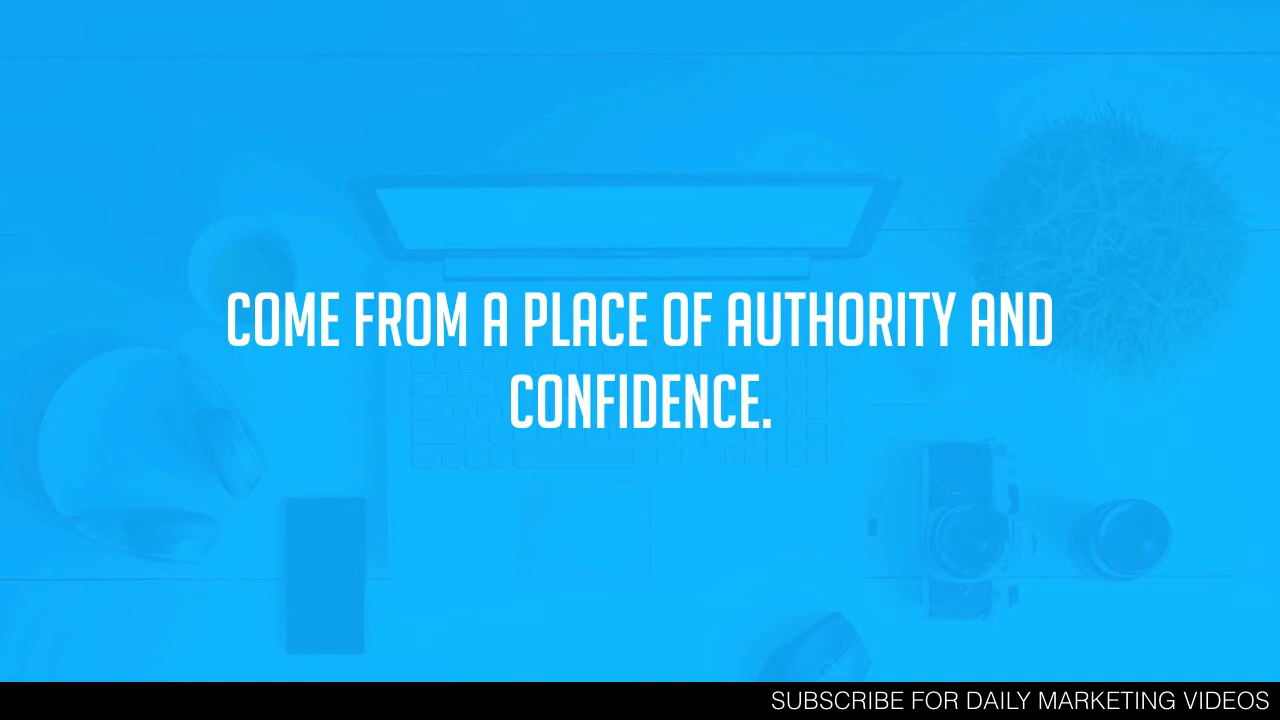 COME FROM A PLACE OF AUTHORITY AND
CONFIDENCE.
SUBSCRIBE FOR DAILY MARKETING VIDEOS